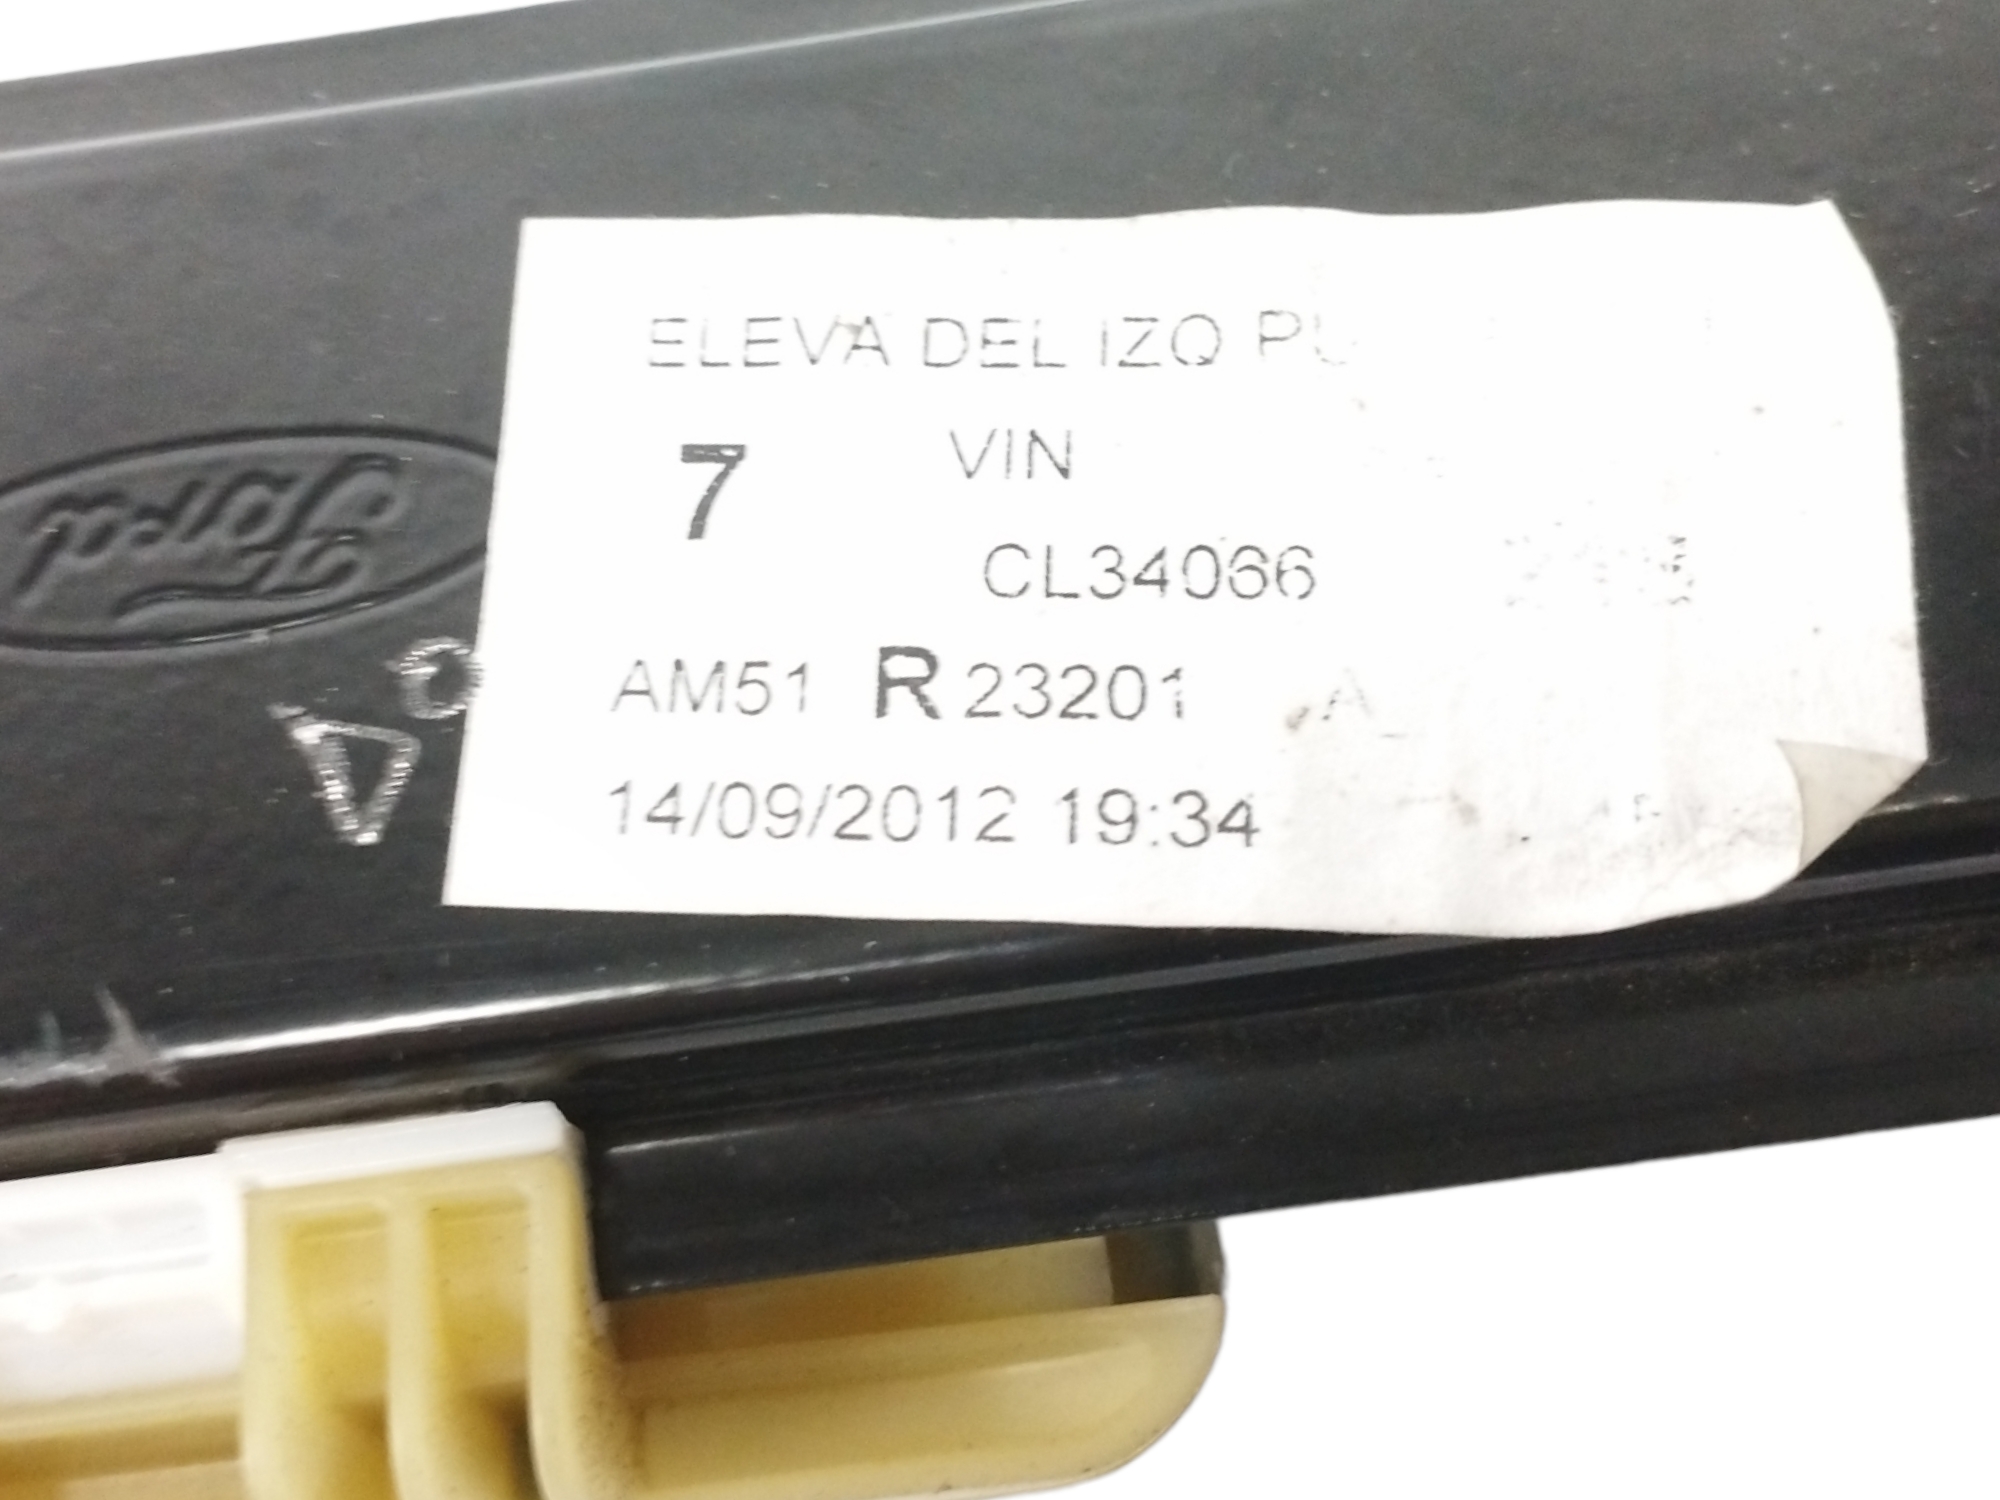 ELEVA DEL IZQ
7 VIN
CL34066
AM51 R 23201 A
14/09/2012 19:34
Ford